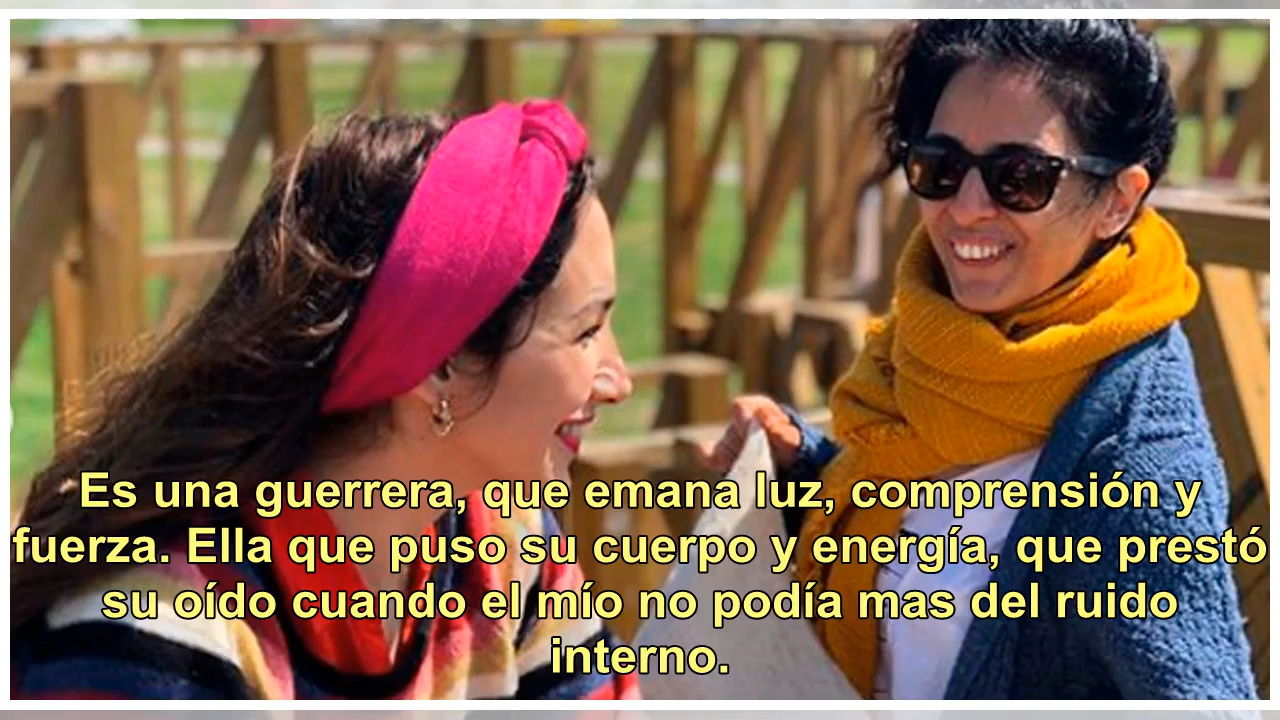 Es una guerrera, que emana luz, comprensión y
fuerza. Ella que puso su cuerpo y energía, que prestó
su oído cuando el mío no podía mas del ruido
interno.